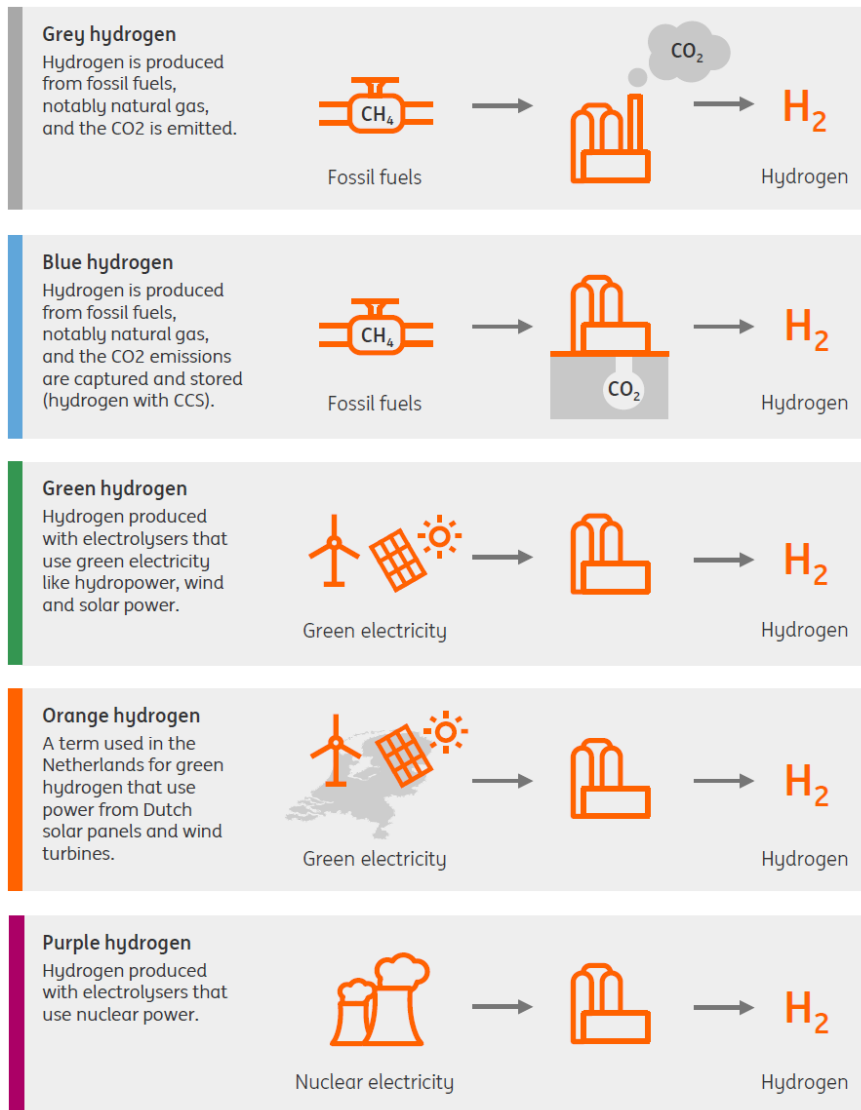 Grey hydrogen
Hydrogen is produced
from fossil fuels,
notably natural gas,
and the CO2 is emitted.
CH₄
Fossil fuels
CO₂
H₂
Hydrogen
Blue hydrogen
Hydrogen is produced
from fossil fuels,
notably natural gas,
and the CO2 emissions
are captured and stored
(hydrogen with CCS).
CH₄
Fossil fuels
CO₂
H₂
Hydrogen
Green hydrogen
Hydrogen produced
with electrolysers that
use green electricity
like hydropower, wind
and solar power.
Green electricity
H₂
Hydrogen
Orange hydrogen
A term used in the
Netherlands for green
hydrogen that use
power from Dutch
solar panels and wind
turbines.
Green electricity
H₂
Hydrogen
Purple hydrogen
Hydrogen produced
with electrolysers that
use nuclear power.
Nuclear electricity
H₂
Hydrogen